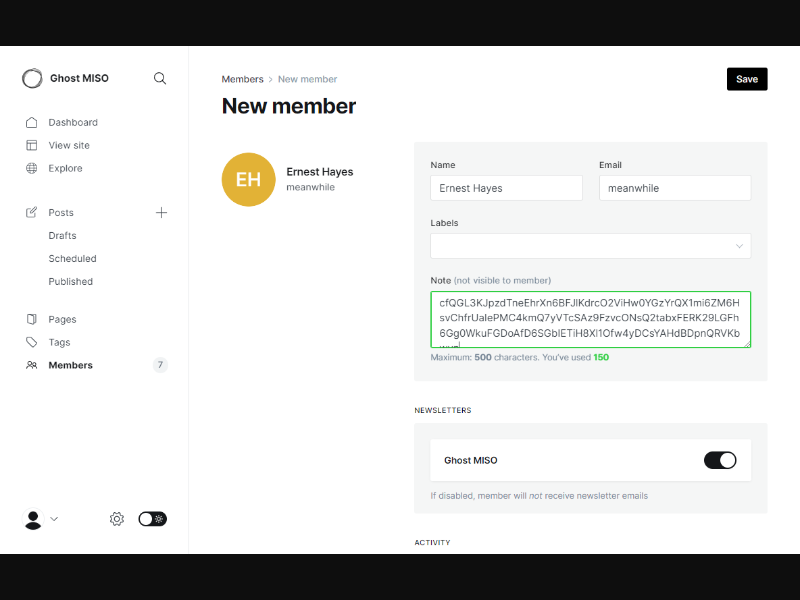 Ghost MISO
Dashboard
View site
Explore
Posts
Drafts
Scheduled
Published
Pages
Tags
Members
7
Members > New member
New member
Save
EH
Ernest Hayes
meanwhile
Name
Email
Ernest Hayes
meanwhile
Labels
Note (not visible to member)
Maximum: 500 characters. You've used 150
NEWSLETTERS
Ghost MISO
If disabled, member will not receive newsletter emails
ACTIVITY